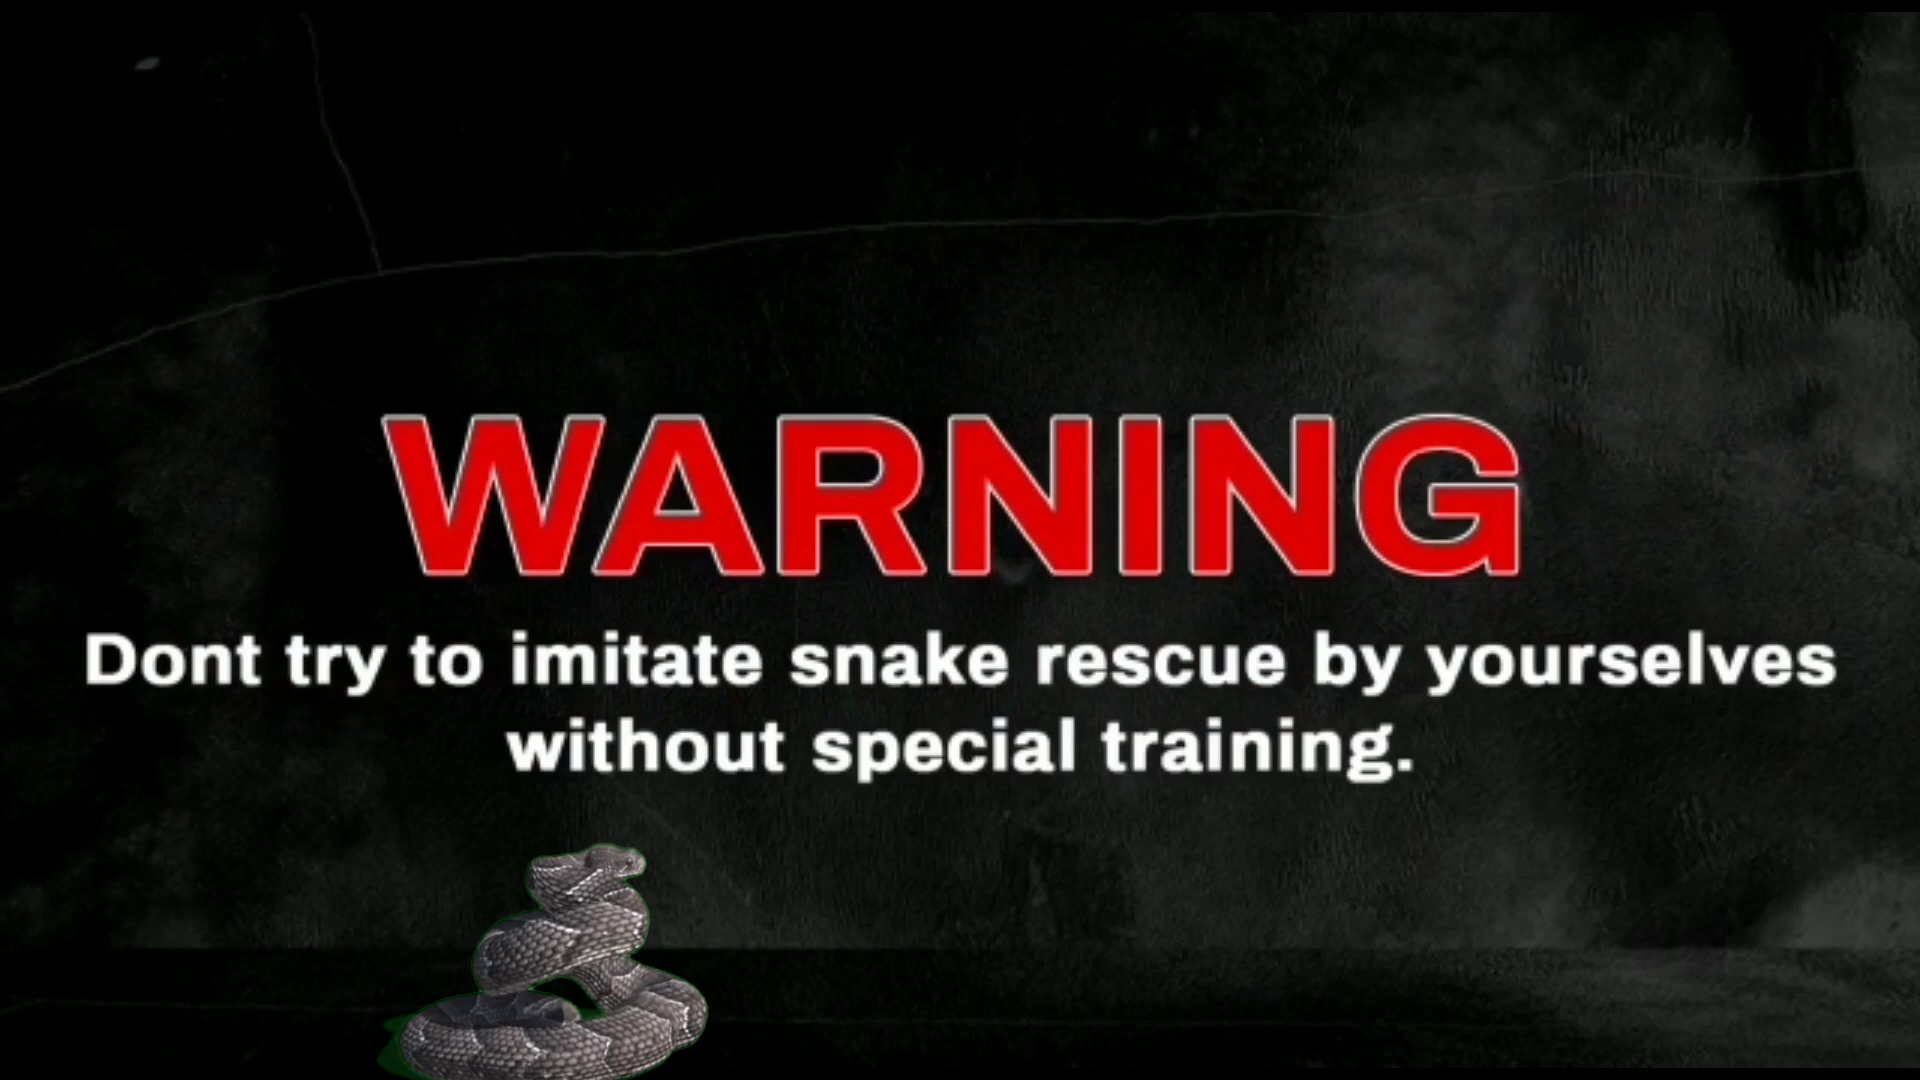 WARNING
Dont try to imitate snake rescue by yourselves
without special training.